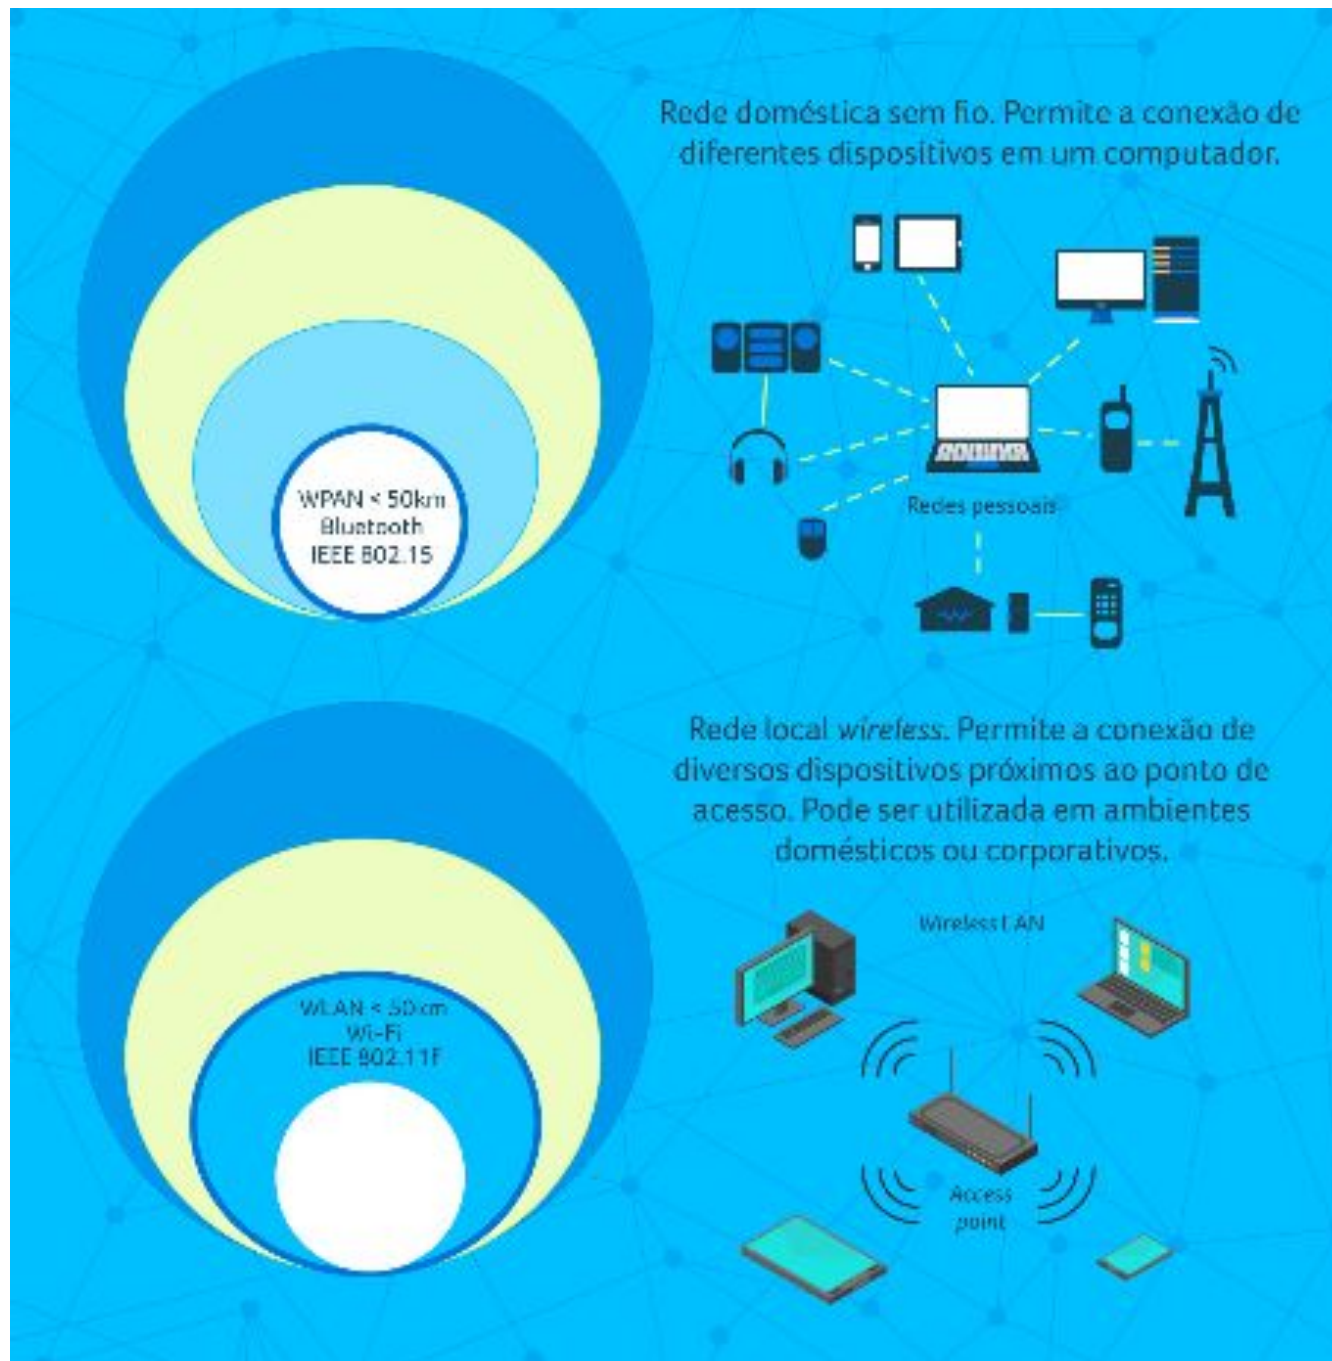 Rede doméstica sem fio. Permite a conexão de
diferentes dispositivos em um computador.
WPAN < 50km
Bluetooth
IEEE 802.15
Redes pessoais
Rede local wireless. Permite a conexão de
diversos dispositivos próximos ao ponto de
acesso. Pode ser utilizada em ambientes
domésticos ou corporativos.
Wireless LAN
WLAN < 50km
Wi-Fi
IEEE 802.11f
Access
point